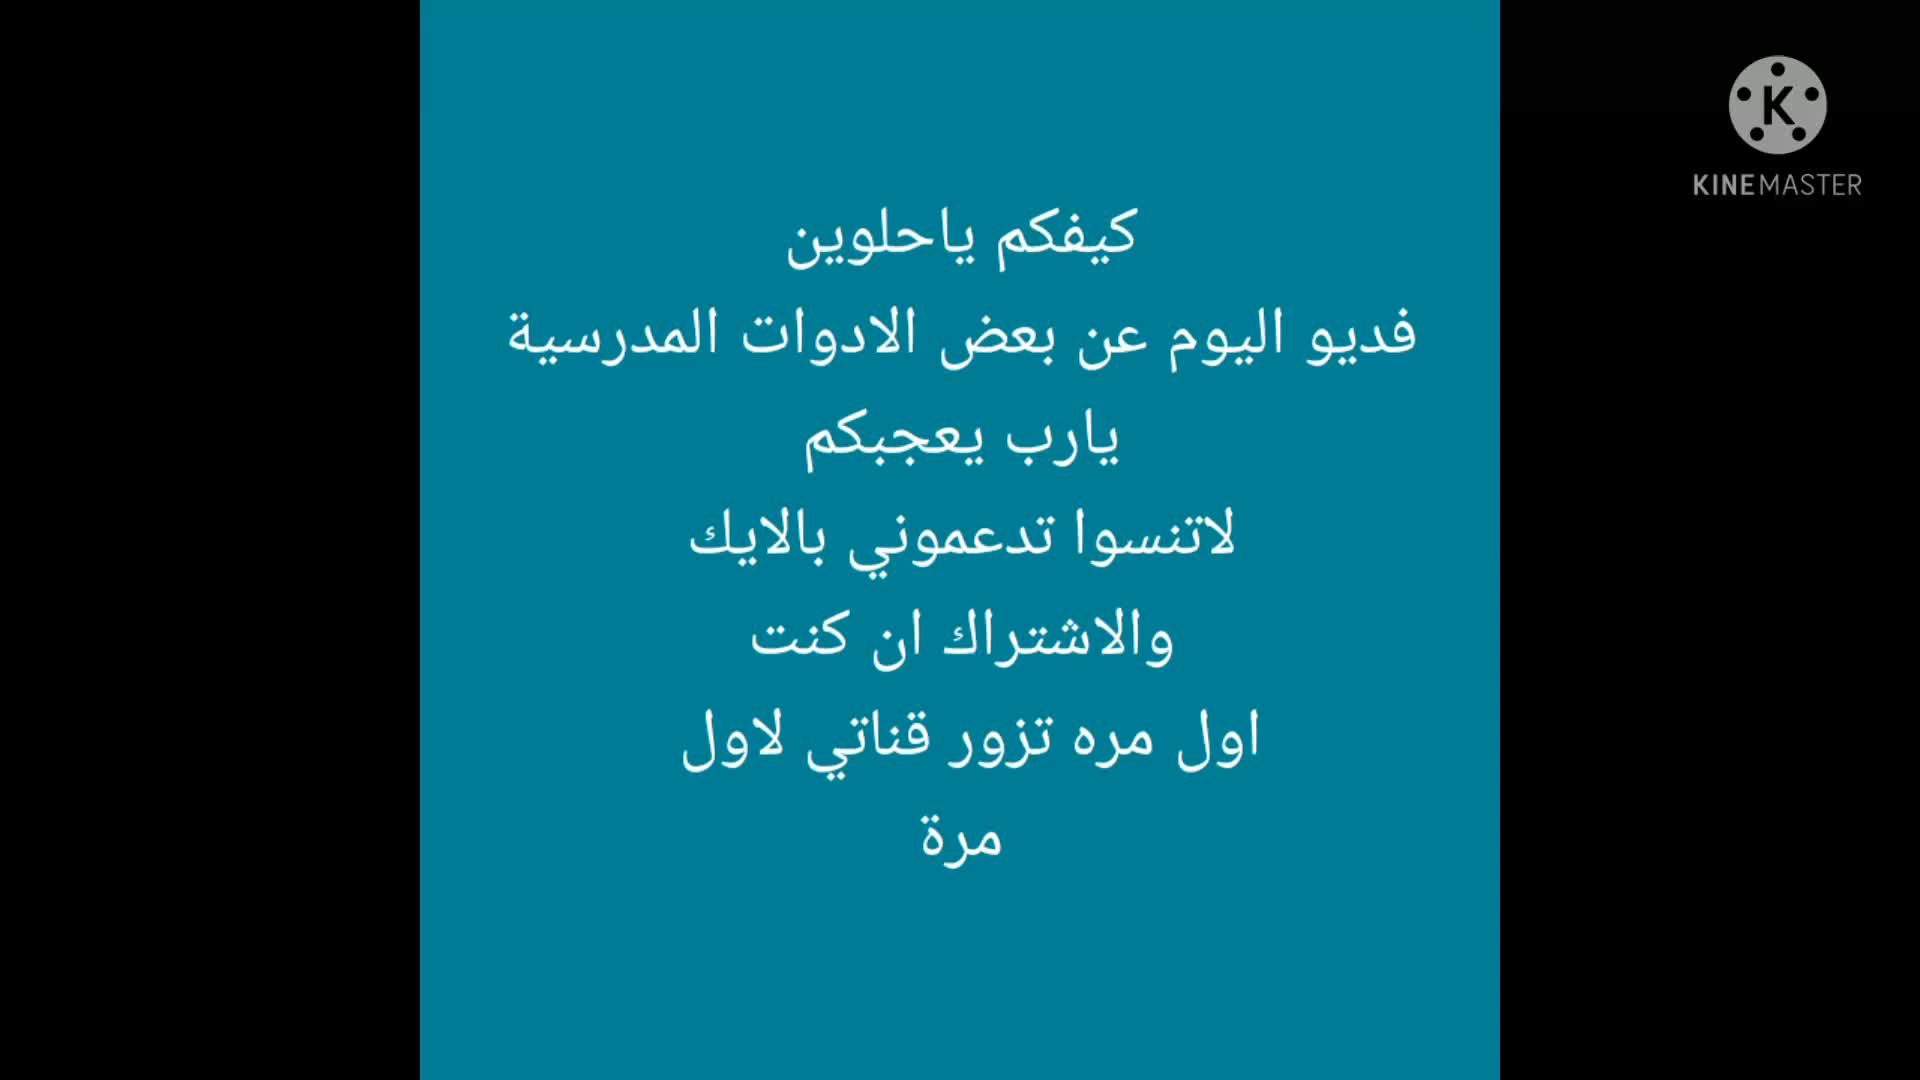 كيفكم ياحلوين
فديو اليوم عن بعض الادوات المدرسية
يارب يعجبكم
لاتنسوا تدعموني بالايك
والاشتراك ان كنت
اول مره تزور قناتي لاول
مرة
K
KINEMASTER